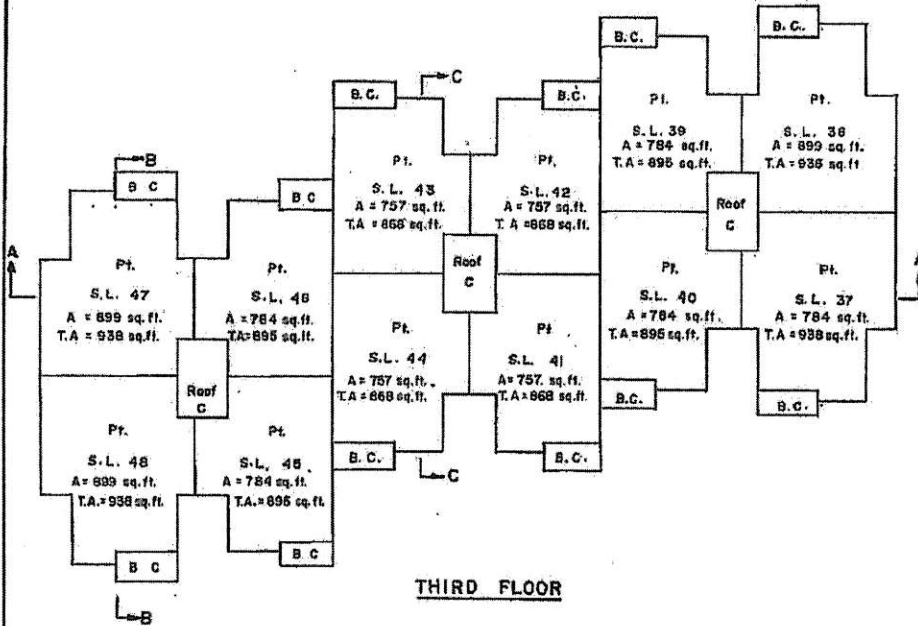 B.C.
Pt.
S.L. 47
A = 899 sq.ft.
T.A = 938 sq.ft.
B C
Pt.
S.L. 46
A = 784 sq.ft.
T.A = 895 sq.ft.
B C
Pt.
S.L. 48
A = 899 sq.ft.
T.A. = 938 sq.ft.
B C
Pt.
S.L. 45
A = 784 sq.ft.
T.A. = 895 sq.ft.
B C
Roof
C
B.C.
Pt.
S.L. 43
A = 757 sq.ft.
T.A = 868 sq.ft.
B.C.
Pt.
S.L. 42
A = 757 sq.ft.
T.A = 868 sq.ft.
Roof
C
Pt.
S.L. 44
A = 757 sq.ft.
T.A = 868 sq.ft.
B.C.
Pt.
S.L. 41
A = 757. sq.ft.
T.A = 868 sq.ft.
B.C.
B.C.
Pt.
S.L. 39
A = 784 sq.ft.
T.A = 895 sq.ft.
B.C.
Pt.
S.L. 38
A = 899 sq.ft.
T.A = 938 sq.ft
Roof
C
Pt.
S.L. 40
A = 784 sq.ft.
T.A = 895 sq.ft.
B.C.
Pt.
S.L. 37
A = 784 sq.ft.
T.A = 938 sq.ft.
A
A
B
B
C
C
THIRD FLOOR